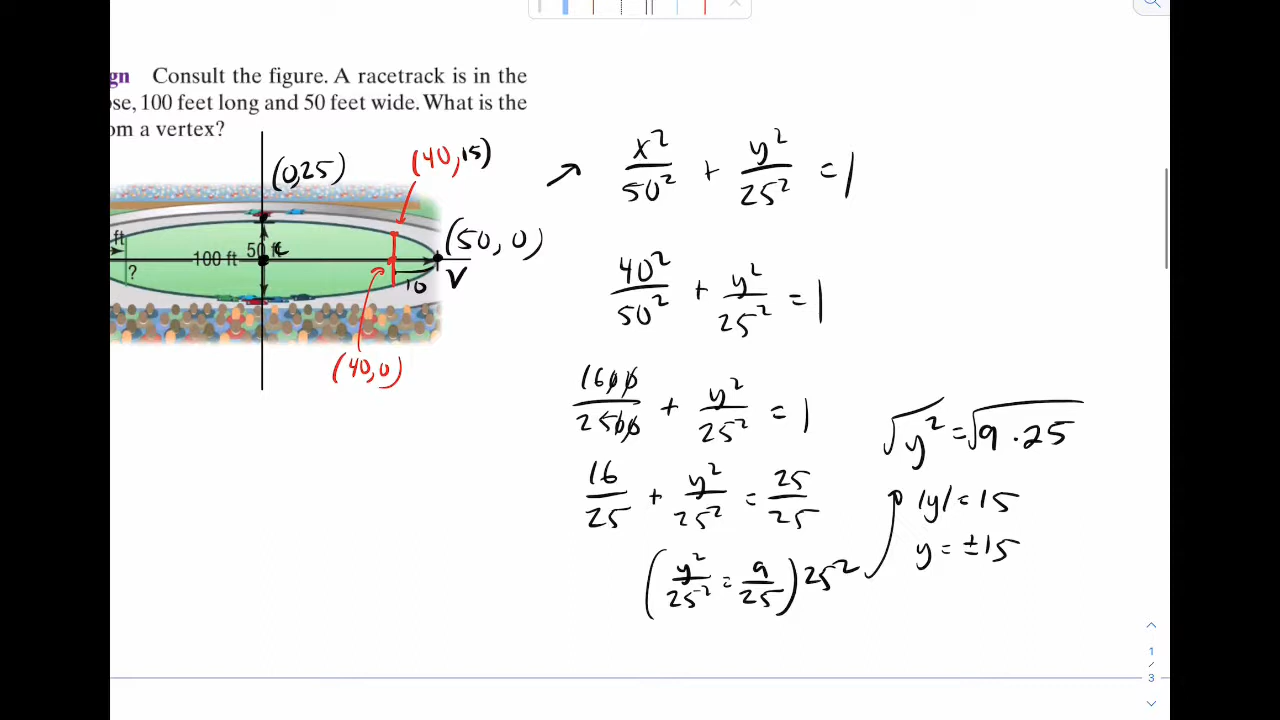 gn Consult the figure. A racetrack is in the
se, 100 feet long and 50 feet wide. What is the
om a vertex?
(0,25)
(40,15)
(50,0)
ft
?
100 ft
50 ft
C
10
V
(40,0)
x²/50² + y²/25² = 1
40²/50² + y²/25² = 1
1600/2500 + y²/25² = 1
16/25 + y²/25² = 25/25
(y²/25² = 9/25)25²
√y² = √9·25
|y| = 15
y = ±15
1
/
3